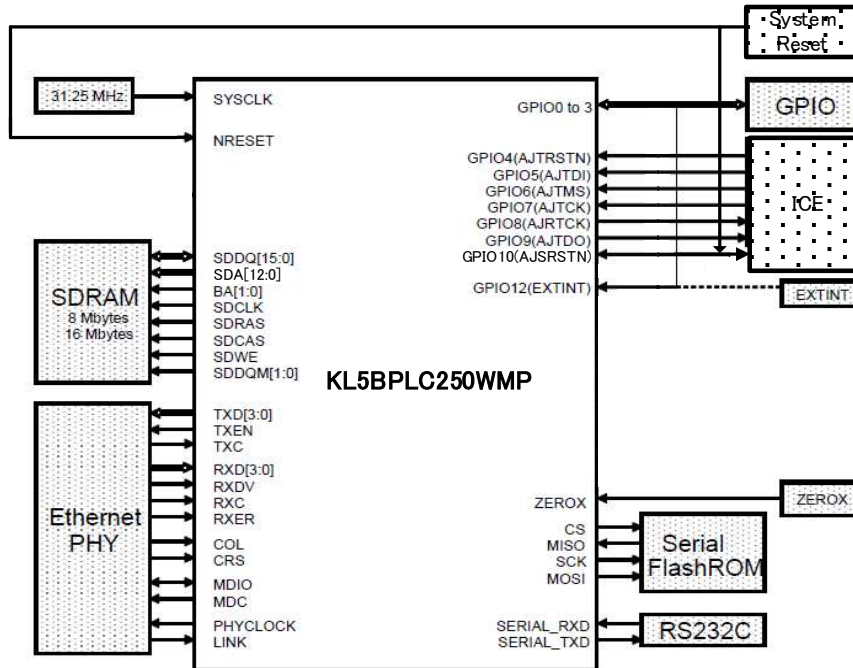 System
Reset
31.25 MHz
SYSCLK
NRESET
GPIO0 to 3
GPIO
GPIO4(AJTRSTN)
GPIO5(AJTDI)
GPIO6(AJTMS)
GPIO7(AJTCK)
GPIO8(AJRTCK)
GPIO9(AJTDO)
GPIO10(AJSRSTN)
GPIO12(EXTINT)
ICE
EXTINT
SDRAM
8 Mbytes
16 Mbytes
SDDQ[15:0]
SDA[12:0]
BA[1:0]
SDCLK
SDRAS
SDCAS
SDWE
SDDQM[1:0]
KL5BPLC250WMP
Ethernet
PHY
TXD[3:0]
TXEN
TXC
RXD[3:0]
RXDV
RXC
RXER
COL
CRS
MDIO
MDC
PHYCLOCK
LINK
ZEROX
ZEROX
CS
MISO
SCK
MOSI
Serial
FlashROM
SERIAL_RXD
SERIAL_TXD
RS232C